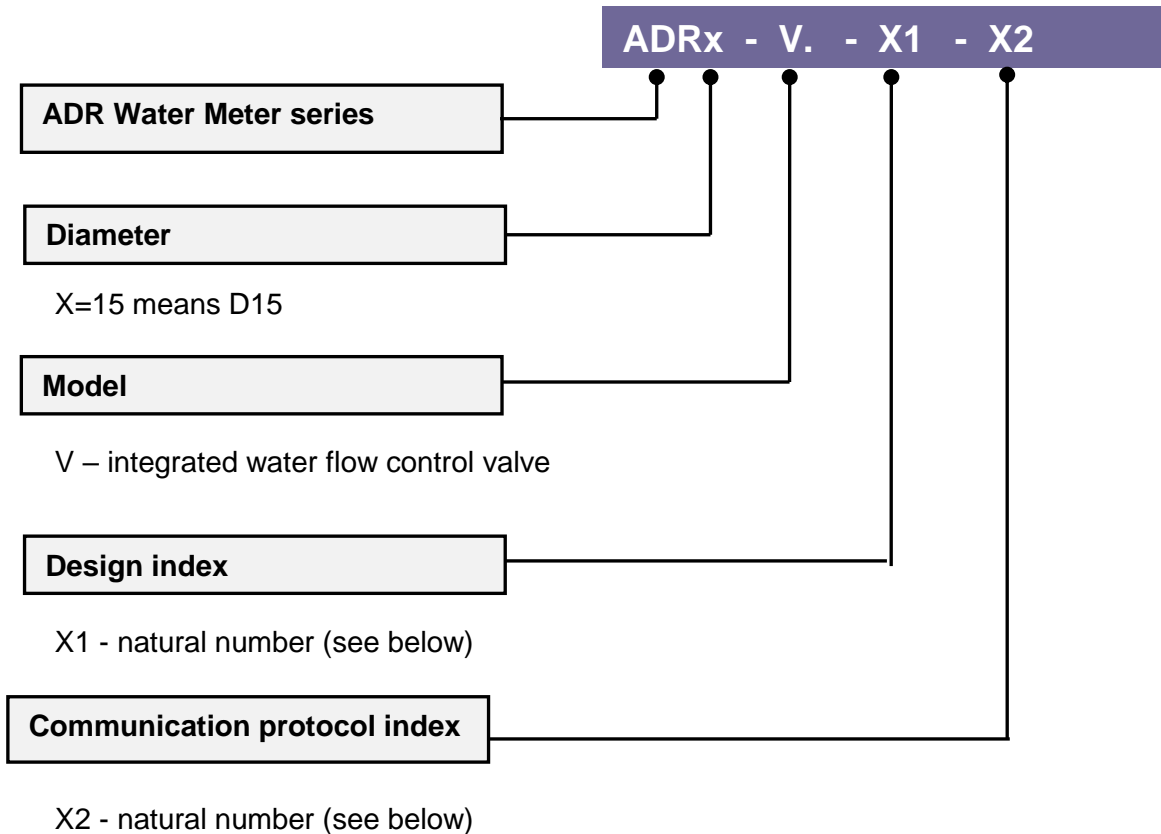 ADRx - V. - X1 - X2
ADR Water Meter series
Diameter
X=15 means D15
Model
V – integrated water flow control valve
Design index
X1 - natural number (see below)
Communication protocol index
X2 - natural number (see below)